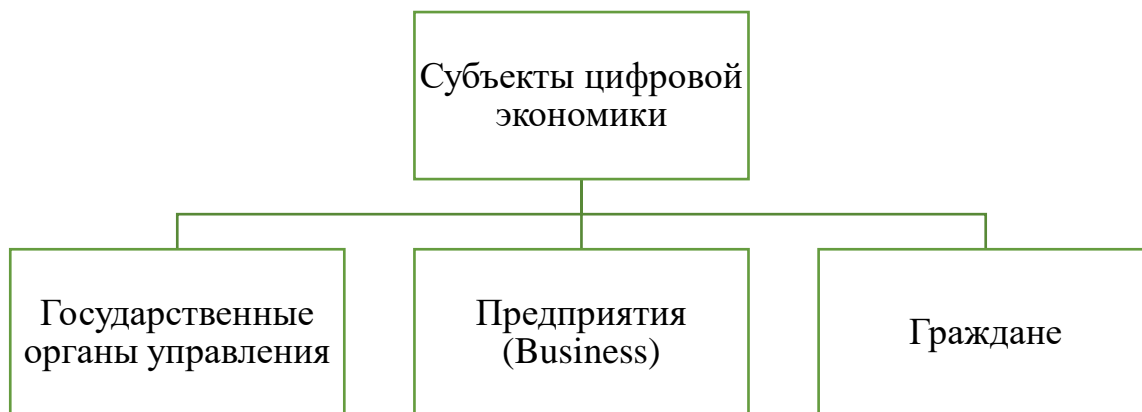 Субъекты цифровой
экономики
Государственные
органы управления
Предприятия
(Business)
Граждане